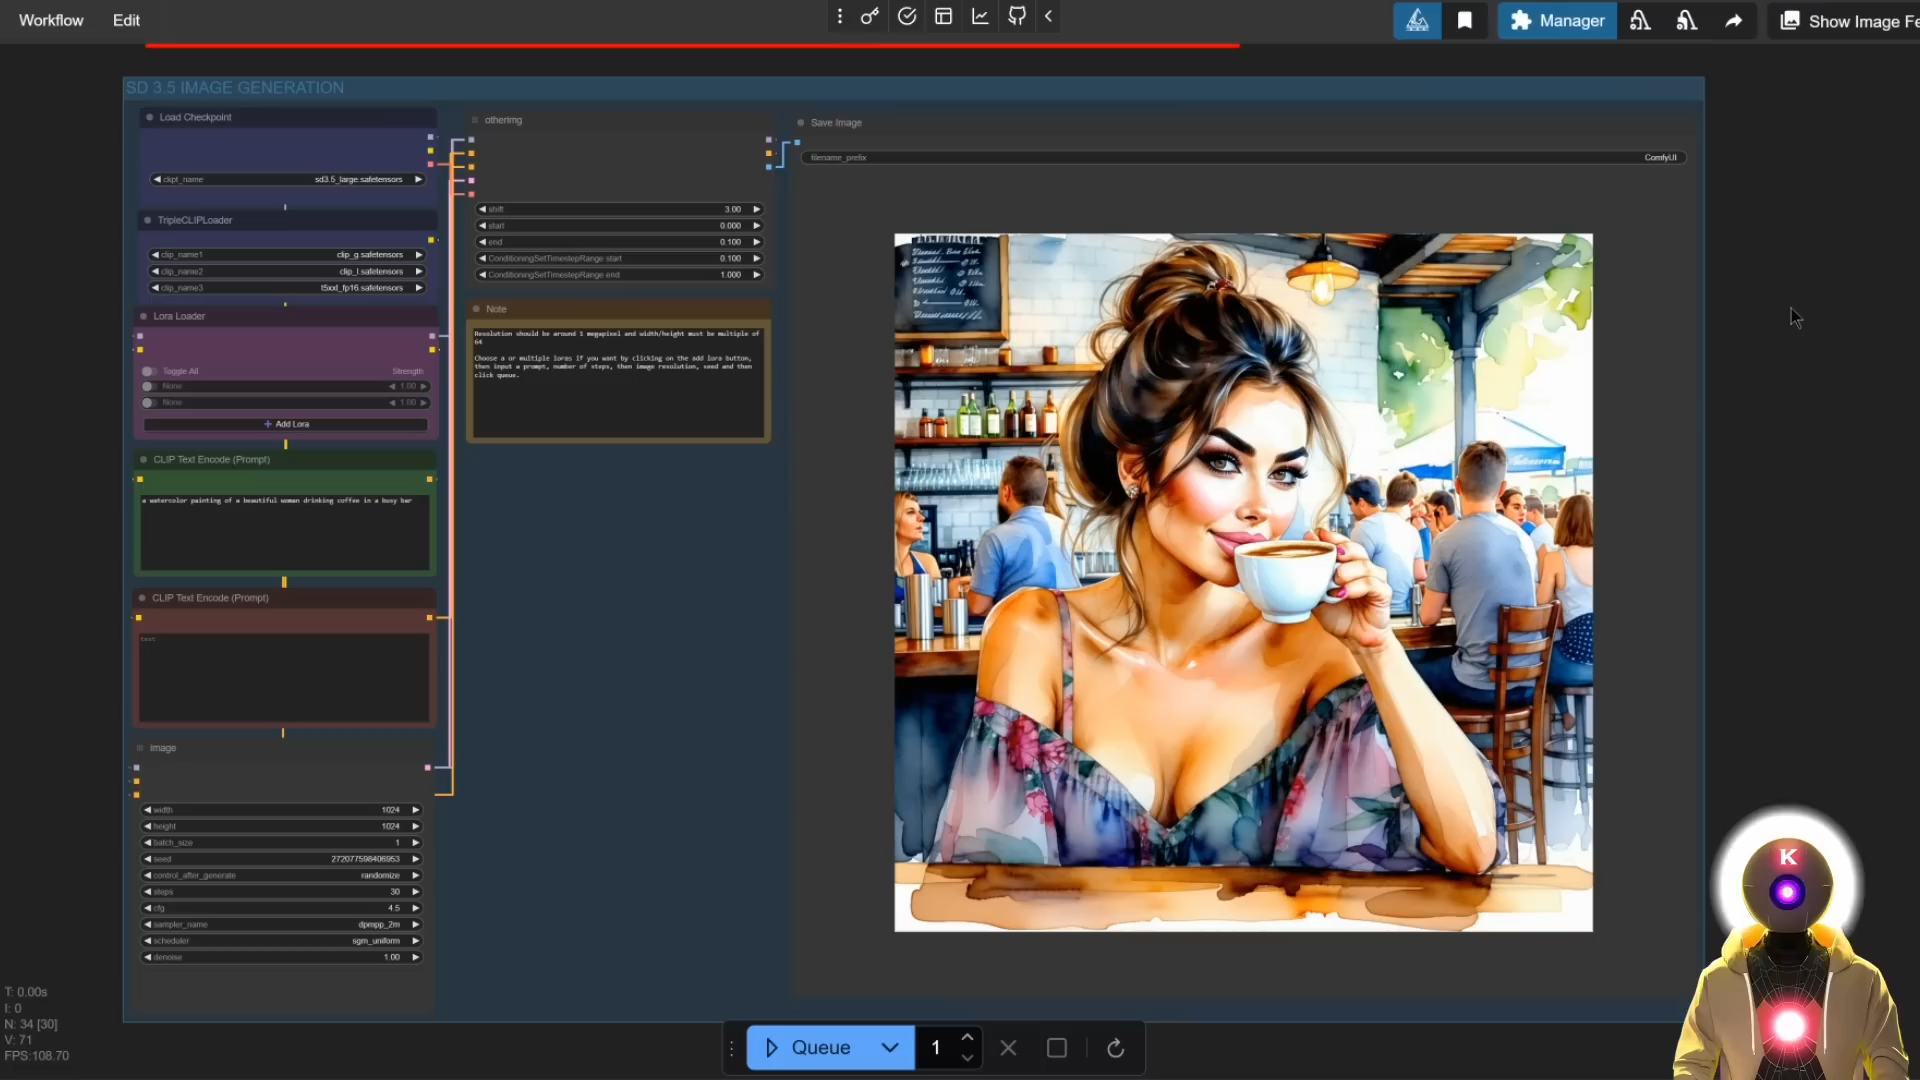 Workflow Edit
Manager
Show Image Fe
SD 3.5 IMAGE GENERATION
Load Checkpoint
ckpt_name sd3.5_large.safetensors
TripleCLIPLoader
clip_name1 clip_g.safetensors
clip_name2 clip_l.safetensors
clip_name3 t5xxl_fp16.safetensors
Lora Loader
Toggle All Strength
None 1.00
None 1.00
+ Add Lora
CLIP Text Encode (Prompt)
a watercolor painting of a beautiful woman drinking coffee in a busy bar
CLIP Text Encode (Prompt)
text
image
width 1024
height 1024
batch_size 1
seed 272077598406953
control_after_generate randomize
steps 30
cfg 4.5
sampler_name dpmpp_2m
scheduler sgm_uniform
denoise 1.00
otherimg
shift 3.00
start 0.000
end 0.100
ConditioningSetTimestepRange start 0.100
ConditioningSetTimestepRange end 1.000
Note
Resolution should be around 1 megapixel and width/height must be multiple of
64
Choose a or multiple loras if you want by clicking on the add lora button,
then input a prompt, number of steps, then image resolution, seed and then
click queue.
Save Image
filename_prefix ComfyUI
K
T: 0.00s
I: 0
N: 34 [30]
V: 71
FPS:108.70
Queue 1